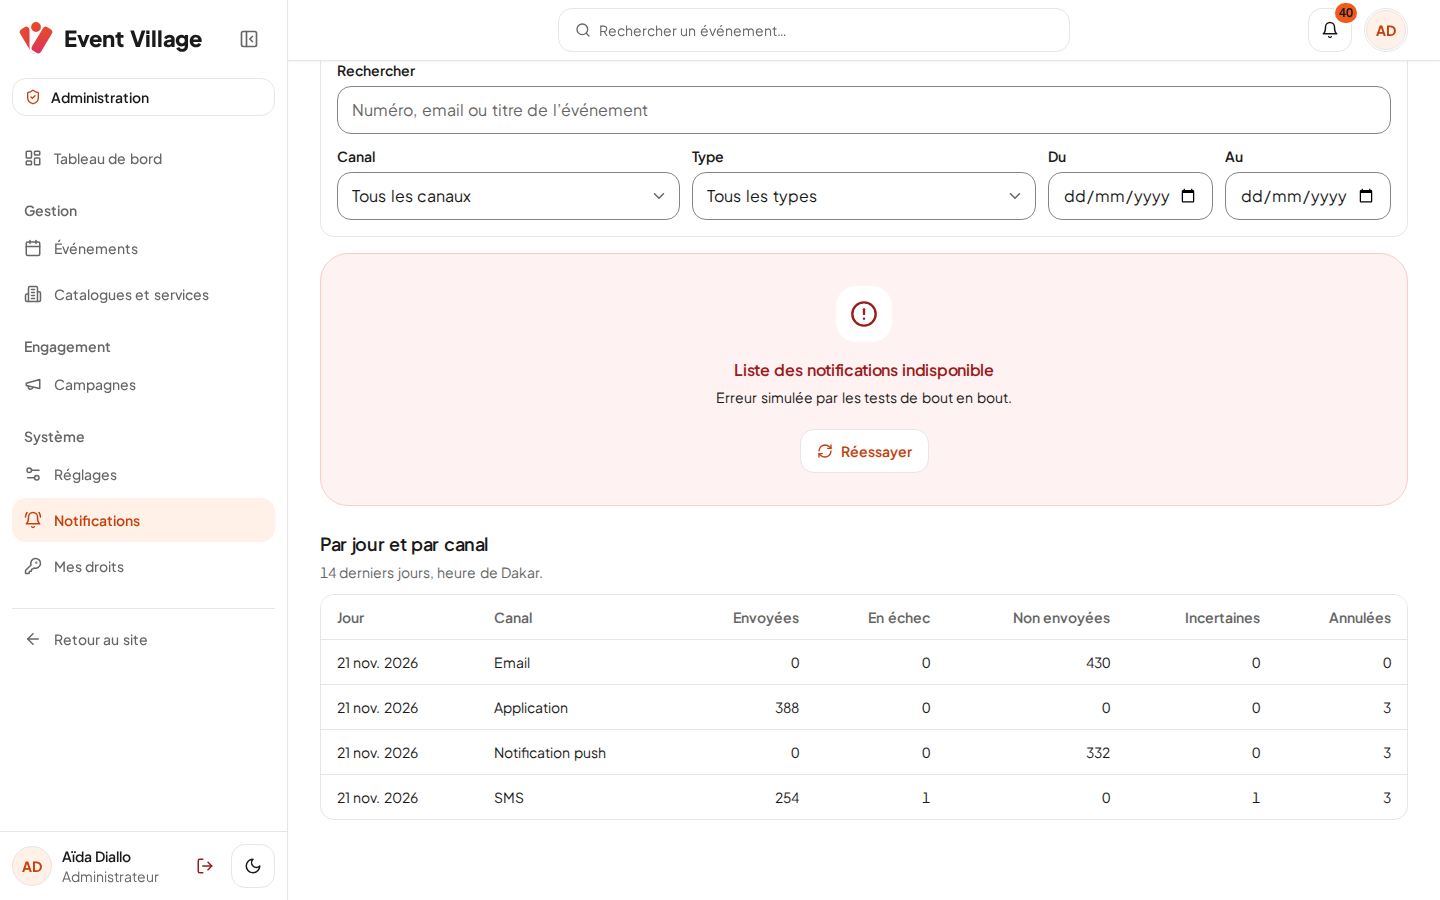 Event Village
Rechercher un événement…
40
AD
Administration
Tableau de bord
Gestion
Événements
Catalogues et services
Engagement
Campagnes
Système
Réglages
Notifications
Mes droits
Retour au site
AD
Aïda Diallo
Administrateur
Rechercher
Numéro, email ou titre de l'événement
Canal Type Du Au
Tous les canaux Tous les types dd/mm/yyyy dd/mm/yyyy
Liste des notifications indisponible
Erreur simulée par les tests de bout en bout.
Réessayer
Par jour et par canal
14 derniers jours, heure de Dakar.
Jour Canal Envoyées En échec Non envoyées Incertaines Annulées
21 nov. 2026 Email 0 0 430 0 0
21 nov. 2026 Application 388 0 0 0 3
21 nov. 2026 Notification push 0 0 332 0 3
21 nov. 2026 SMS 254 1 0 1 3